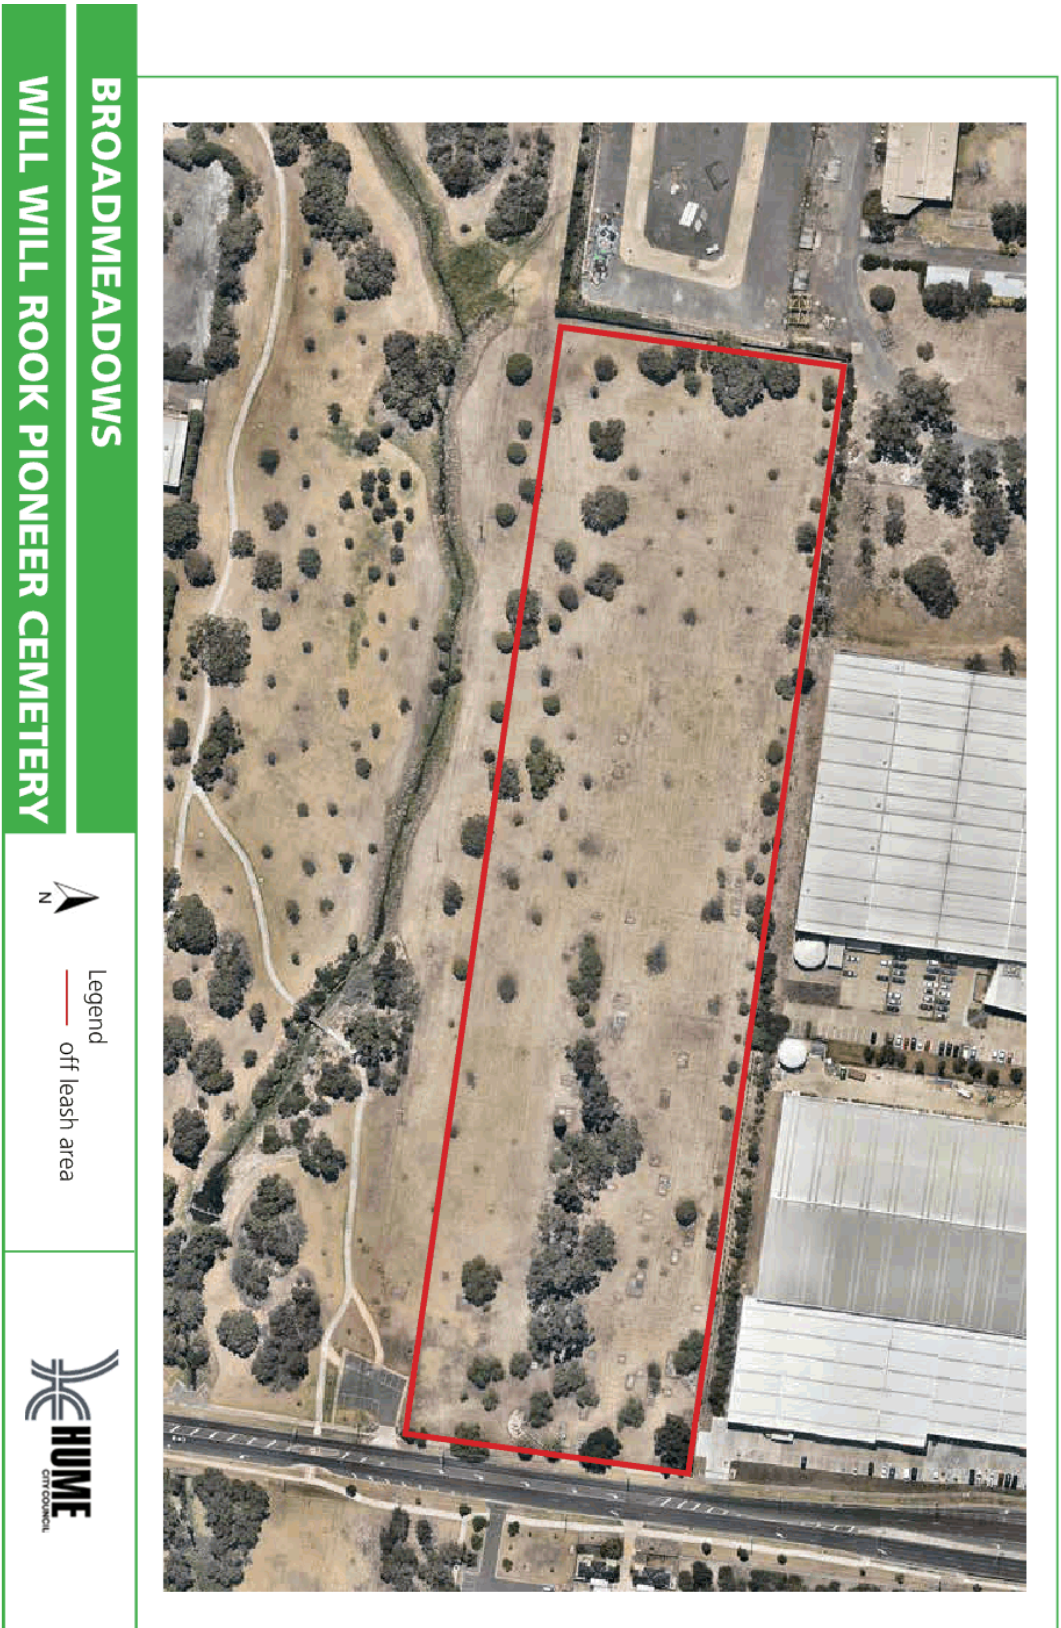 BROADMEADOWS
WILL WILL ROOK PIONEER CEMETERY
N
Legend
off leash area
HUME
CITY COUNCIL